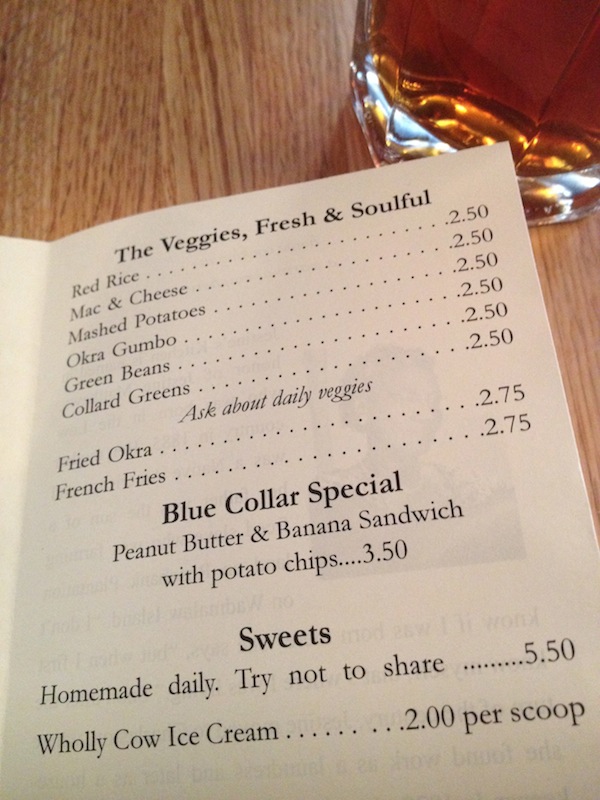 The Veggies, Fresh & Soulful
Red Rice . . . . . . . . . . . . . . . . . . . . . .2.50
Mac & Cheese . . . . . . . . . . . . . . . . . .2.50
Mashed Potatoes . . . . . . . . . . . . . . . .2.50
Okra Gumbo . . . . . . . . . . . . . . . . . . .2.50
Green Beans . . . . . . . . . . . . . . . . . . .2.50
Collard Greens . . . . . . . . . . . . . . . . .2.50
Ask about daily veggies
Fried Okra . . . . . . . . . . . . . . . . . . . . .2.75
French Fries . . . . . . . . . . . . . . . . . . . .2.75
Blue Collar Special
Peanut Butter & Banana Sandwich
with potato chips....3.50
Sweets
Homemade daily. Try not to share .........5.50
Wholly Cow Ice Cream . . . . . . . .2.00 per scoop